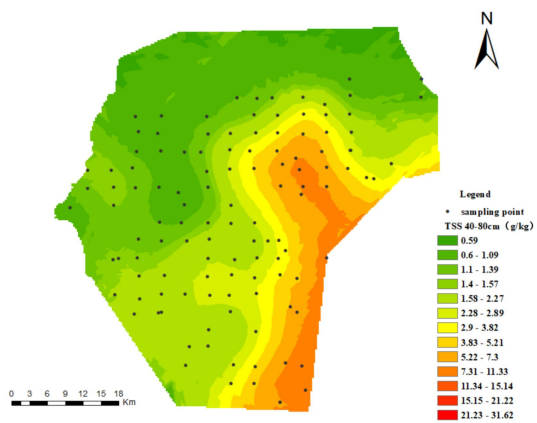 N
Legend
sampling point
TSS 40-80cm（g/kg）
0.59
0.6 - 1.09
1.1 - 1.39
1.4 - 1.57
1.58 - 2.27
2.28 - 2.89
2.9 - 3.82
3.83 - 5.21
5.22 - 7.3
7.31 - 11.33
11.34 - 15.14
15.15 - 21.22
21.23 - 31.62
0 3 6 12 18
Km